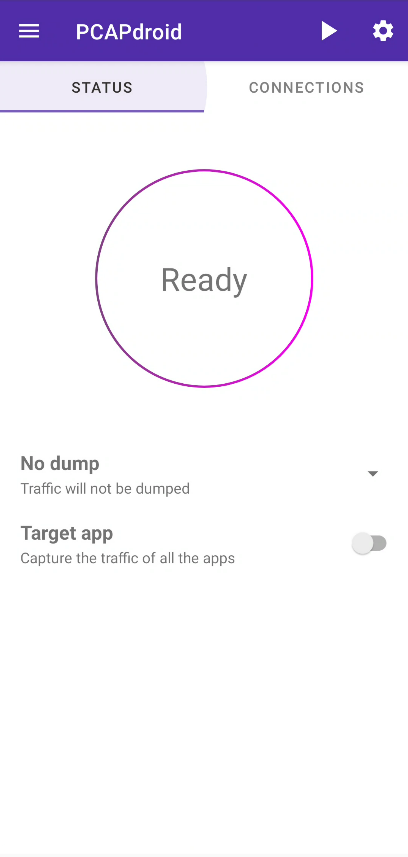 PCAPdroid
STATUS
CONNECTIONS
Ready
No dump
Traffic will not be dumped
Target app
Capture the traffic of all the apps